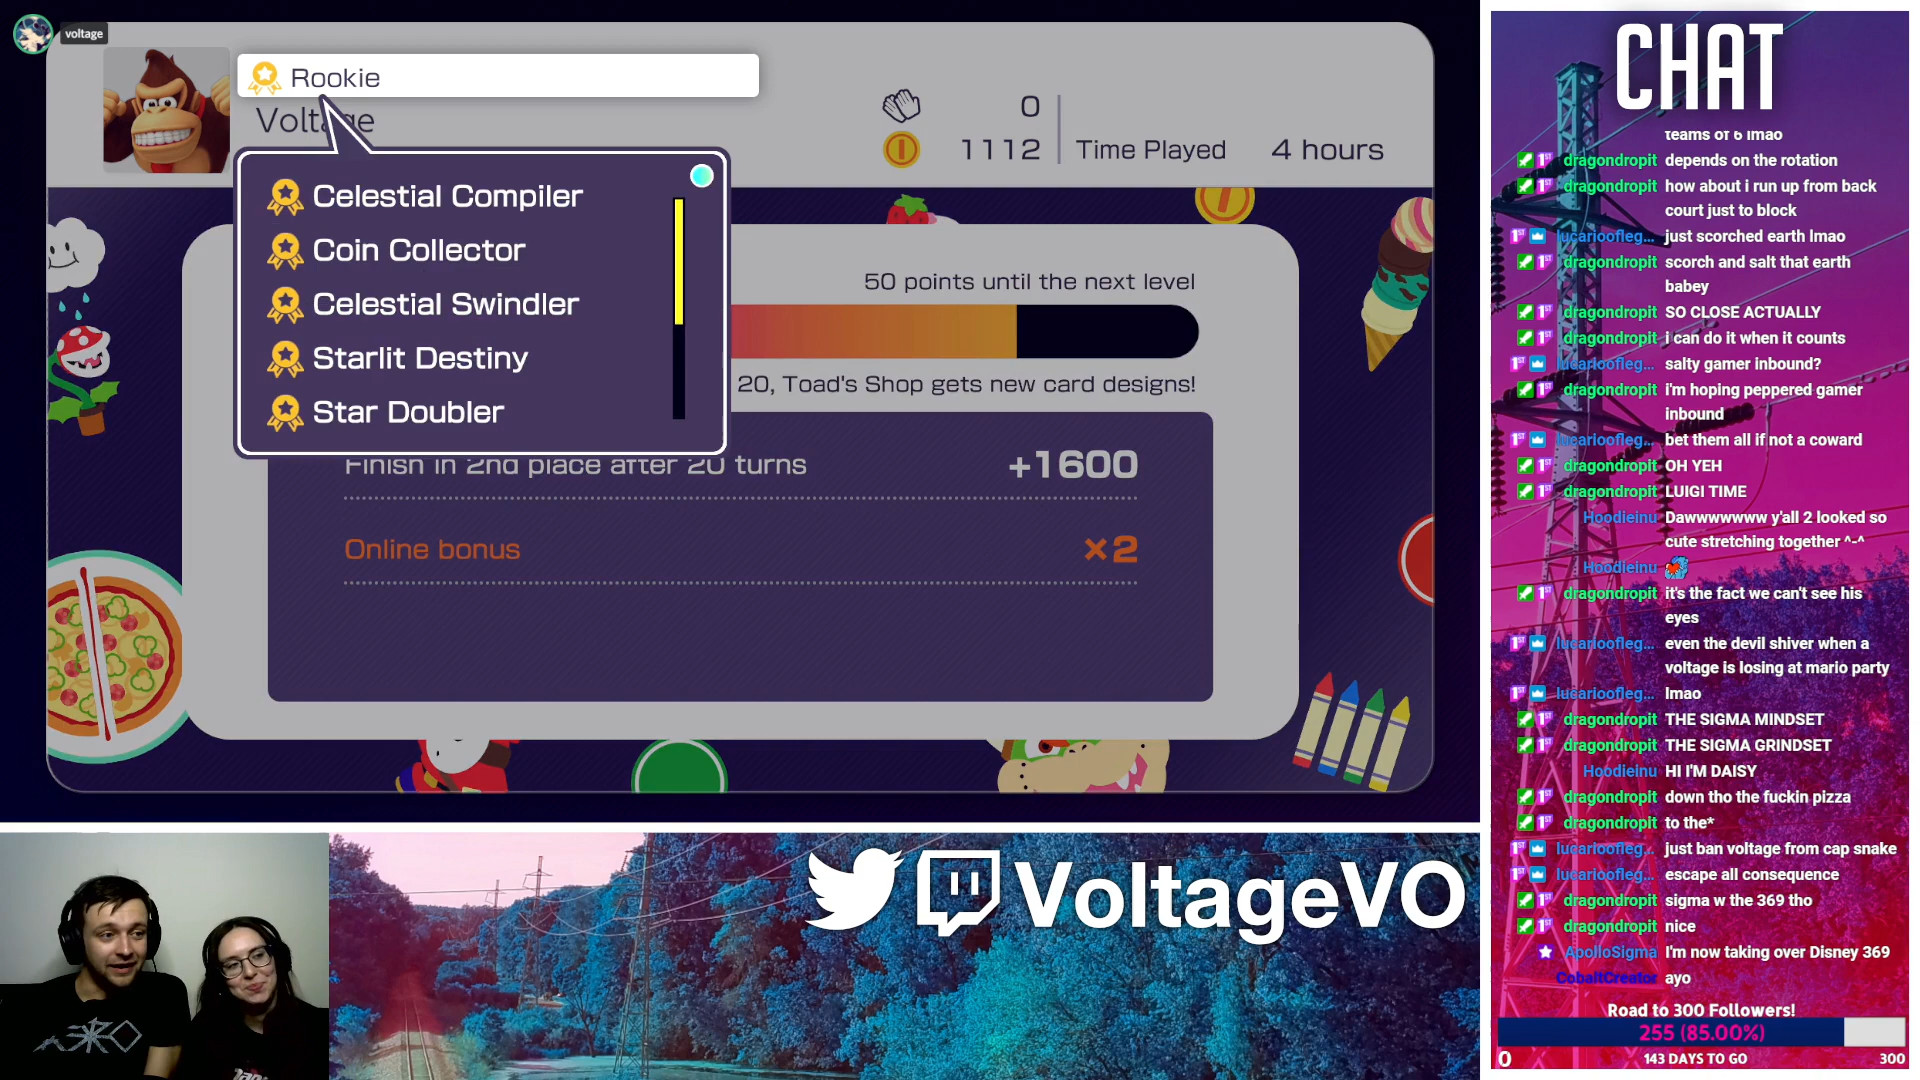 voltage
Rookie
Voltage
0
1112
Time Played
4 hours
Celestial Compiler
Coin Collector
Celestial Swindler
Starlit Destiny
Star Doubler
50 points until the next level
20, Toad's Shop gets new card designs!
Finish in 2nd place after 20 turns
+1600
Online bonus
×2
VoltageVO
CHAT
teams of 6 lmao
dragondropit depends on the rotation
dragondropit how about i run up from back
court just to block
lucarioofleg... just scorched earth lmao
dragondropit scorch and salt that earth
babey
dragondropit SO CLOSE ACTUALLY
dragondropit i can do it when it counts
lucarioofleg... salty gamer inbound?
dragondropit i'm hoping peppered gamer
inbound
lucarioofleg... bet them all if not a coward
dragondropit OH YEH
dragondropit LUIGI TIME
Hoodieinu Dawwwwwww y'all 2 looked so
cute stretching together ^-^
Hoodieinu
dragondropit it's the fact we can't see his
eyes
lucarioofleg... even the devil shiver when a
voltage is losing at mario party
lucarioofleg... lmao
dragondropit THE SIGMA MINDSET
dragondropit THE SIGMA GRINDSET
Hoodieinu HI I'M DAISY
dragondropit down tho the fuckin pizza
dragondropit to the*
lucarioofleg... just ban voltage from cap snake
lucarioofleg... escape all consequence
dragondropit sigma w the 369 tho
dragondropit nice
ApolloSigma I'm now taking over Disney 369
CobaltCreator ayo
Road to 300 Followers!
255 (85.00%)
0
143 DAYS TO GO
300